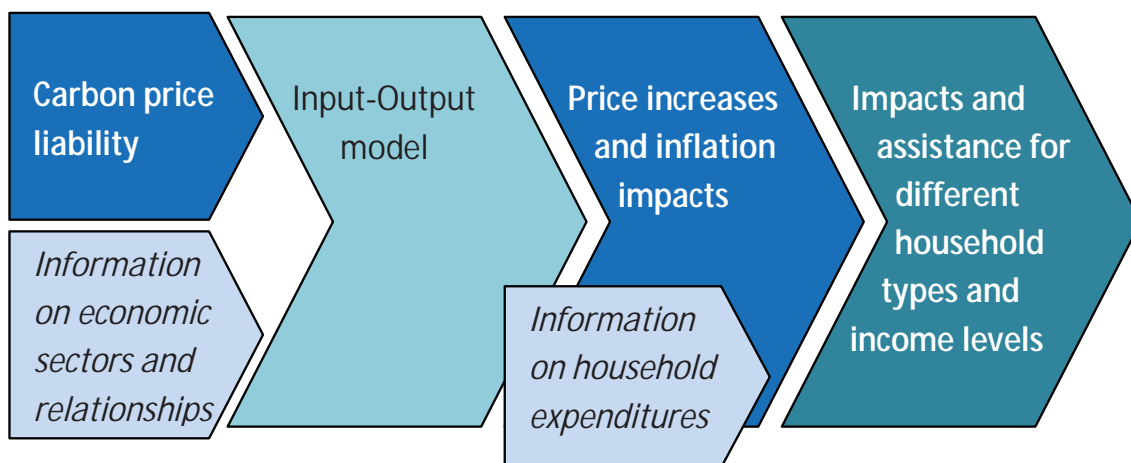 Carbon price
liability
Information
on economic
sectors and
relationships
Input-Output
model
Price increases
and inflation
impacts
Information
on household
expenditures
Impacts and
assistance for
different
household
types and
income levels